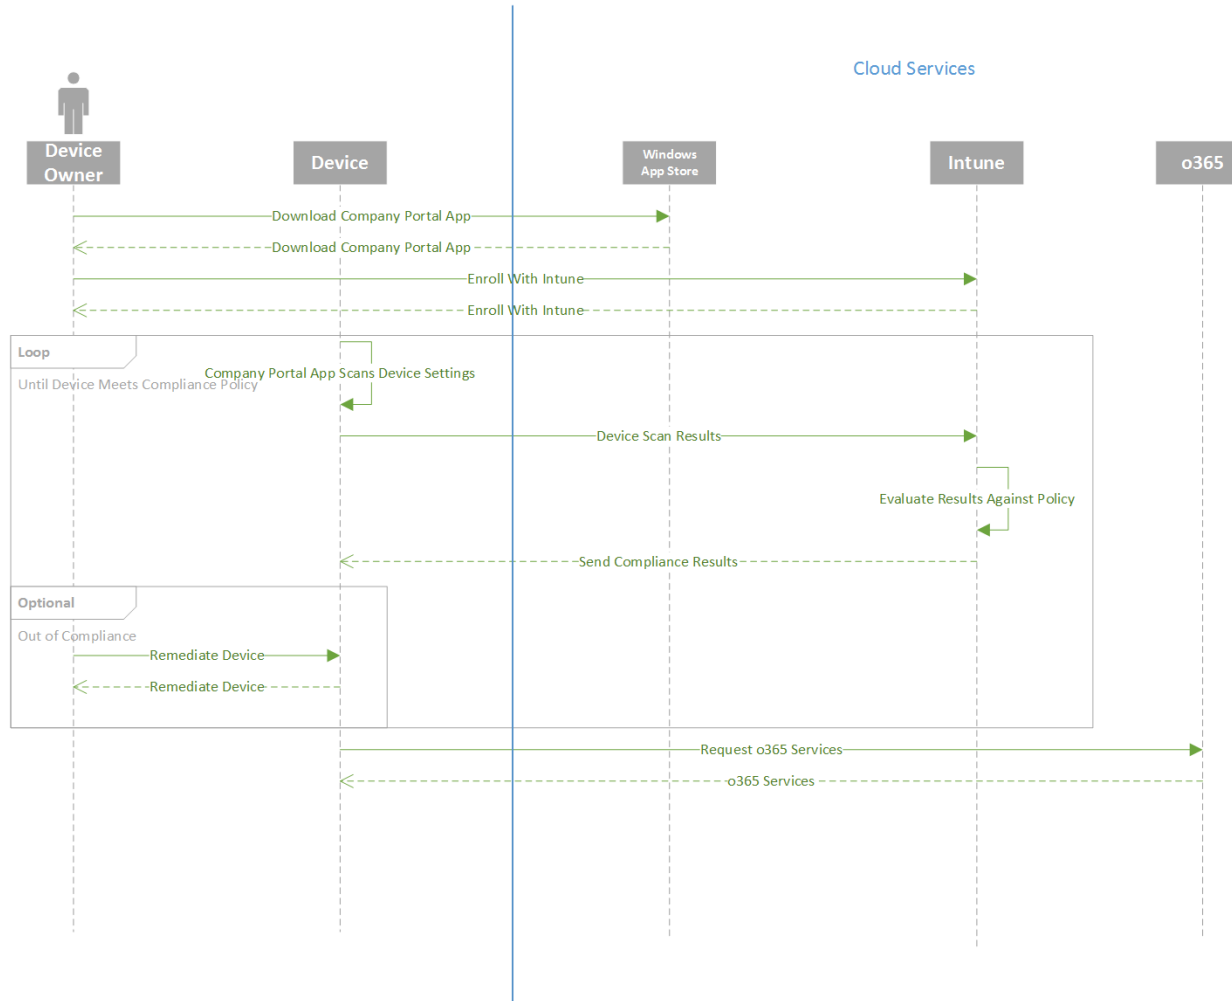 Cloud Services
Device
Owner
Device
Windows
App Store
Intune
o365
Download Company Portal App
Download Company Portal App
Enroll With Intune
Enroll With Intune
Loop
Until Device Meets Compliance Policy
Company Portal App Scans Device Settings
Device Scan Results
Evaluate Results Against Policy
Send Compliance Results
Optional
Out of Compliance
Remediate Device
Remediate Device
Request o365 Services
o365 Services